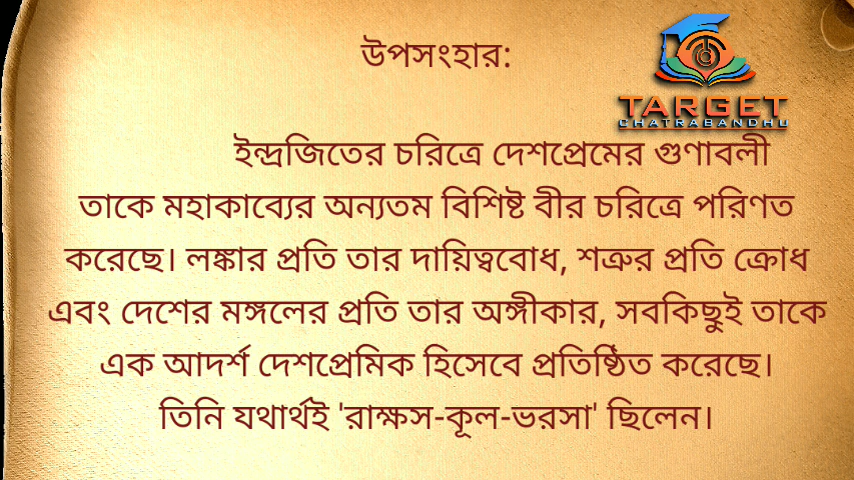 উপসংহার:
TARGET
CHATRABANDHU
ইন্দ্রজিতের চরিত্রে দেশপ্রেমের গুণাবলী
তাকে মহাকাব্যের অন্যতম বিশিষ্ট বীর চরিত্রে পরিণত
করেছে। লঙ্কার প্রতি তার দায়িত্ববোধ, শত্রুর প্রতি ক্রোধ
এবং দেশের মঙ্গলের প্রতি তার অঙ্গীকার, সবকিছুই তাকে
এক আদর্শ দেশপ্রেমিক হিসেবে প্রতিষ্ঠিত করেছে।
তিনি যথার্থই 'রাক্ষস-কূল-ভরসা' ছিলেন।